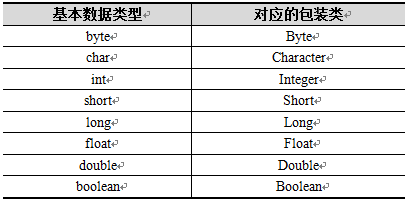 基本数据类型 对应的包装类
byte Byte
char Character
int Integer
short Short
long Long
float Float
double Double
boolean Boolean